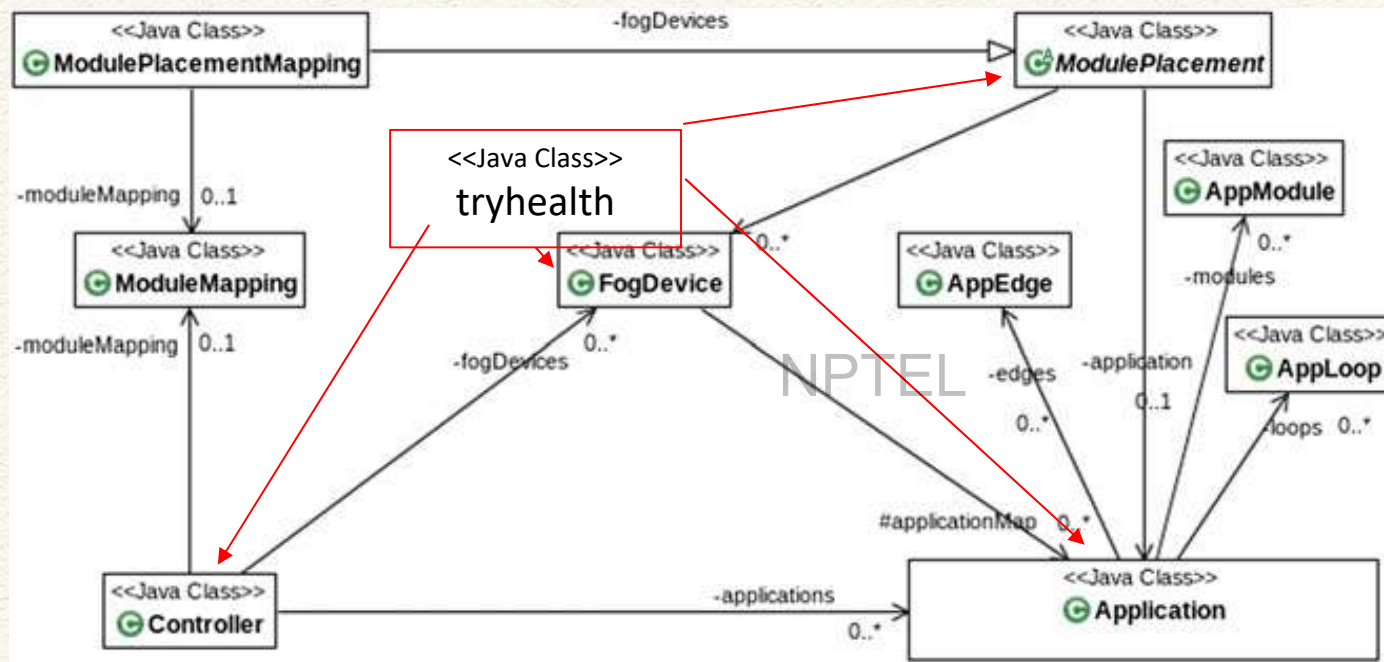 -fogDevices
<<Java Class>>
ModulePlacementMapping
<<Java Class>>
ModulePlacement
<<Java Class>>
tryhealth
<<Java Class>>
AppModule
-moduleMapping 0..1
0..*
0..*
<<Java Class>>
ModuleMapping
<<Java Class>>
FogDevice
<<Java Class>>
AppEdge
-modules
-moduleMapping 0..1
0..*
<<Java Class>>
AppLoop
-fogDevices
NPTEL
-edges
-application
0..1
0..*
-loops 0..*
#applicationMap 0..*
<<Java Class>>
Controller
-applications
0..*
<<Java Class>>
Application